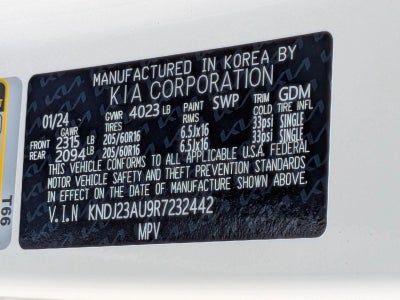 MANUFACTURED IN KOREA BY
KIA CORPORATION
01/24 GVWR 4023 LB PAINT SWP TRIM GDM
GAWR TIRES RIMS COLD TIRE INFL
FRONT 2315 LB 205/60R16 6.5Jx16 33psi SINGLE
REAR 2094 LB 205/60R16 6.5Jx16 33psi SINGLE
THIS VEHICLE CONFORMS TO ALL APPLICABLE U.S.A. FEDERAL
MOTOR VEHICLE SAFETY AND THEFT PREVENTION STANDARDS
IN EFFECT ON THE DATE OF MANUFACTURE SHOWN ABOVE.
V.I.N KNDJ23AU9R7232442
MPV
T66